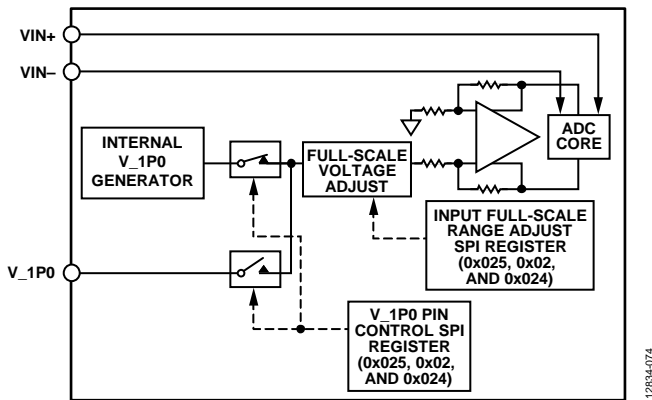 VIN+
VIN–
INTERNAL
V_1P0
GENERATOR
FULL-SCALE
VOLTAGE
ADJUST
ADC
CORE
INPUT FULL-SCALE
RANGE ADJUST
SPI REGISTER
(0x025, 0x02,
AND 0x024)
V_1P0
V_1P0 PIN
CONTROL SPI
REGISTER
(0x025, 0x02,
AND 0x024)
12834-074